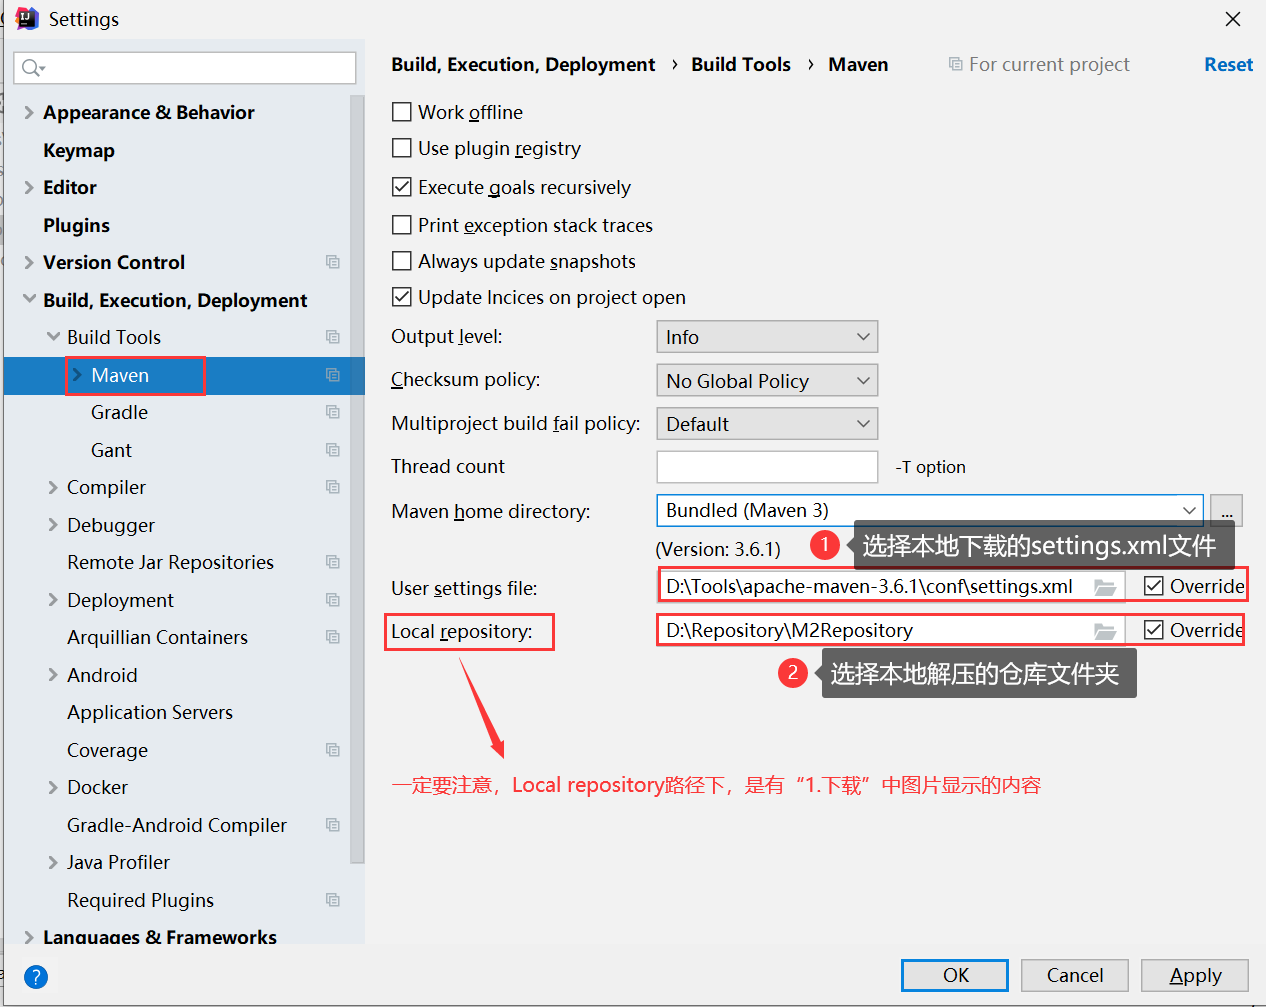 Settings
Build, Execution, Deployment › Build Tools › Maven
For current project
Reset
Appearance & Behavior
Keymap
Editor
Plugins
Version Control
Build, Execution, Deployment
Build Tools
Maven
Gradle
Gant
Compiler
Debugger
Remote Jar Repositories
Deployment
Arquillian Containers
Android
Application Servers
Coverage
Docker
Gradle-Android Compiler
Java Profiler
Required Plugins
Languages & Frameworks
Work offline
Use plugin registry
Execute goals recursively
Print exception stack traces
Always update snapshots
Update Incices on project open
Output level: Info
Checksum policy: No Global Policy
Multiproject build fail policy: Default
Thread count -T option
Maven home directory: Bundled (Maven 3) ...
(Version: 3.6.1)
1 选择本地下载的settings.xml文件
User settings file: D:\Tools\apache-maven-3.6.1\conf\settings.xml Override
Local repository: D:\Repository\M2Repository Override
2 选择本地解压的仓库文件夹
一定要注意，Local repository路径下，是有“1.下载”中图片显示的内容
? OK Cancel Apply